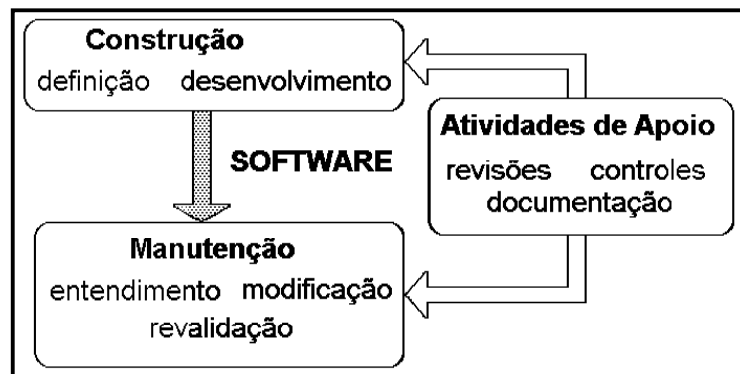 Construção
definição desenvolvimento
SOFTWARE
Atividades de Apoio
revisões controles
documentação
Manutenção
entendimento modificação
revalidação